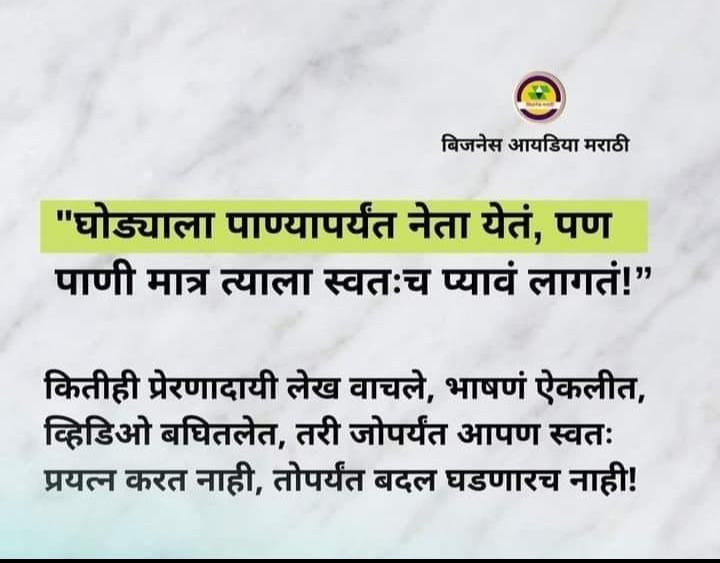 बिजनेस आयडिया मराठी
"घोड्याला पाण्यापर्यंत नेता येतं, पण
पाणी मात्र त्याला स्वतःच प्यावं लागतं!”
कितीही प्रेरणादायी लेख वाचले, भाषणं ऐकलीत,
व्हिडिओ बघितलेत, तरी जोपर्यंत आपण स्वतः
प्रयत्न करत नाही, तोपर्यंत बदल घडणारच नाही!